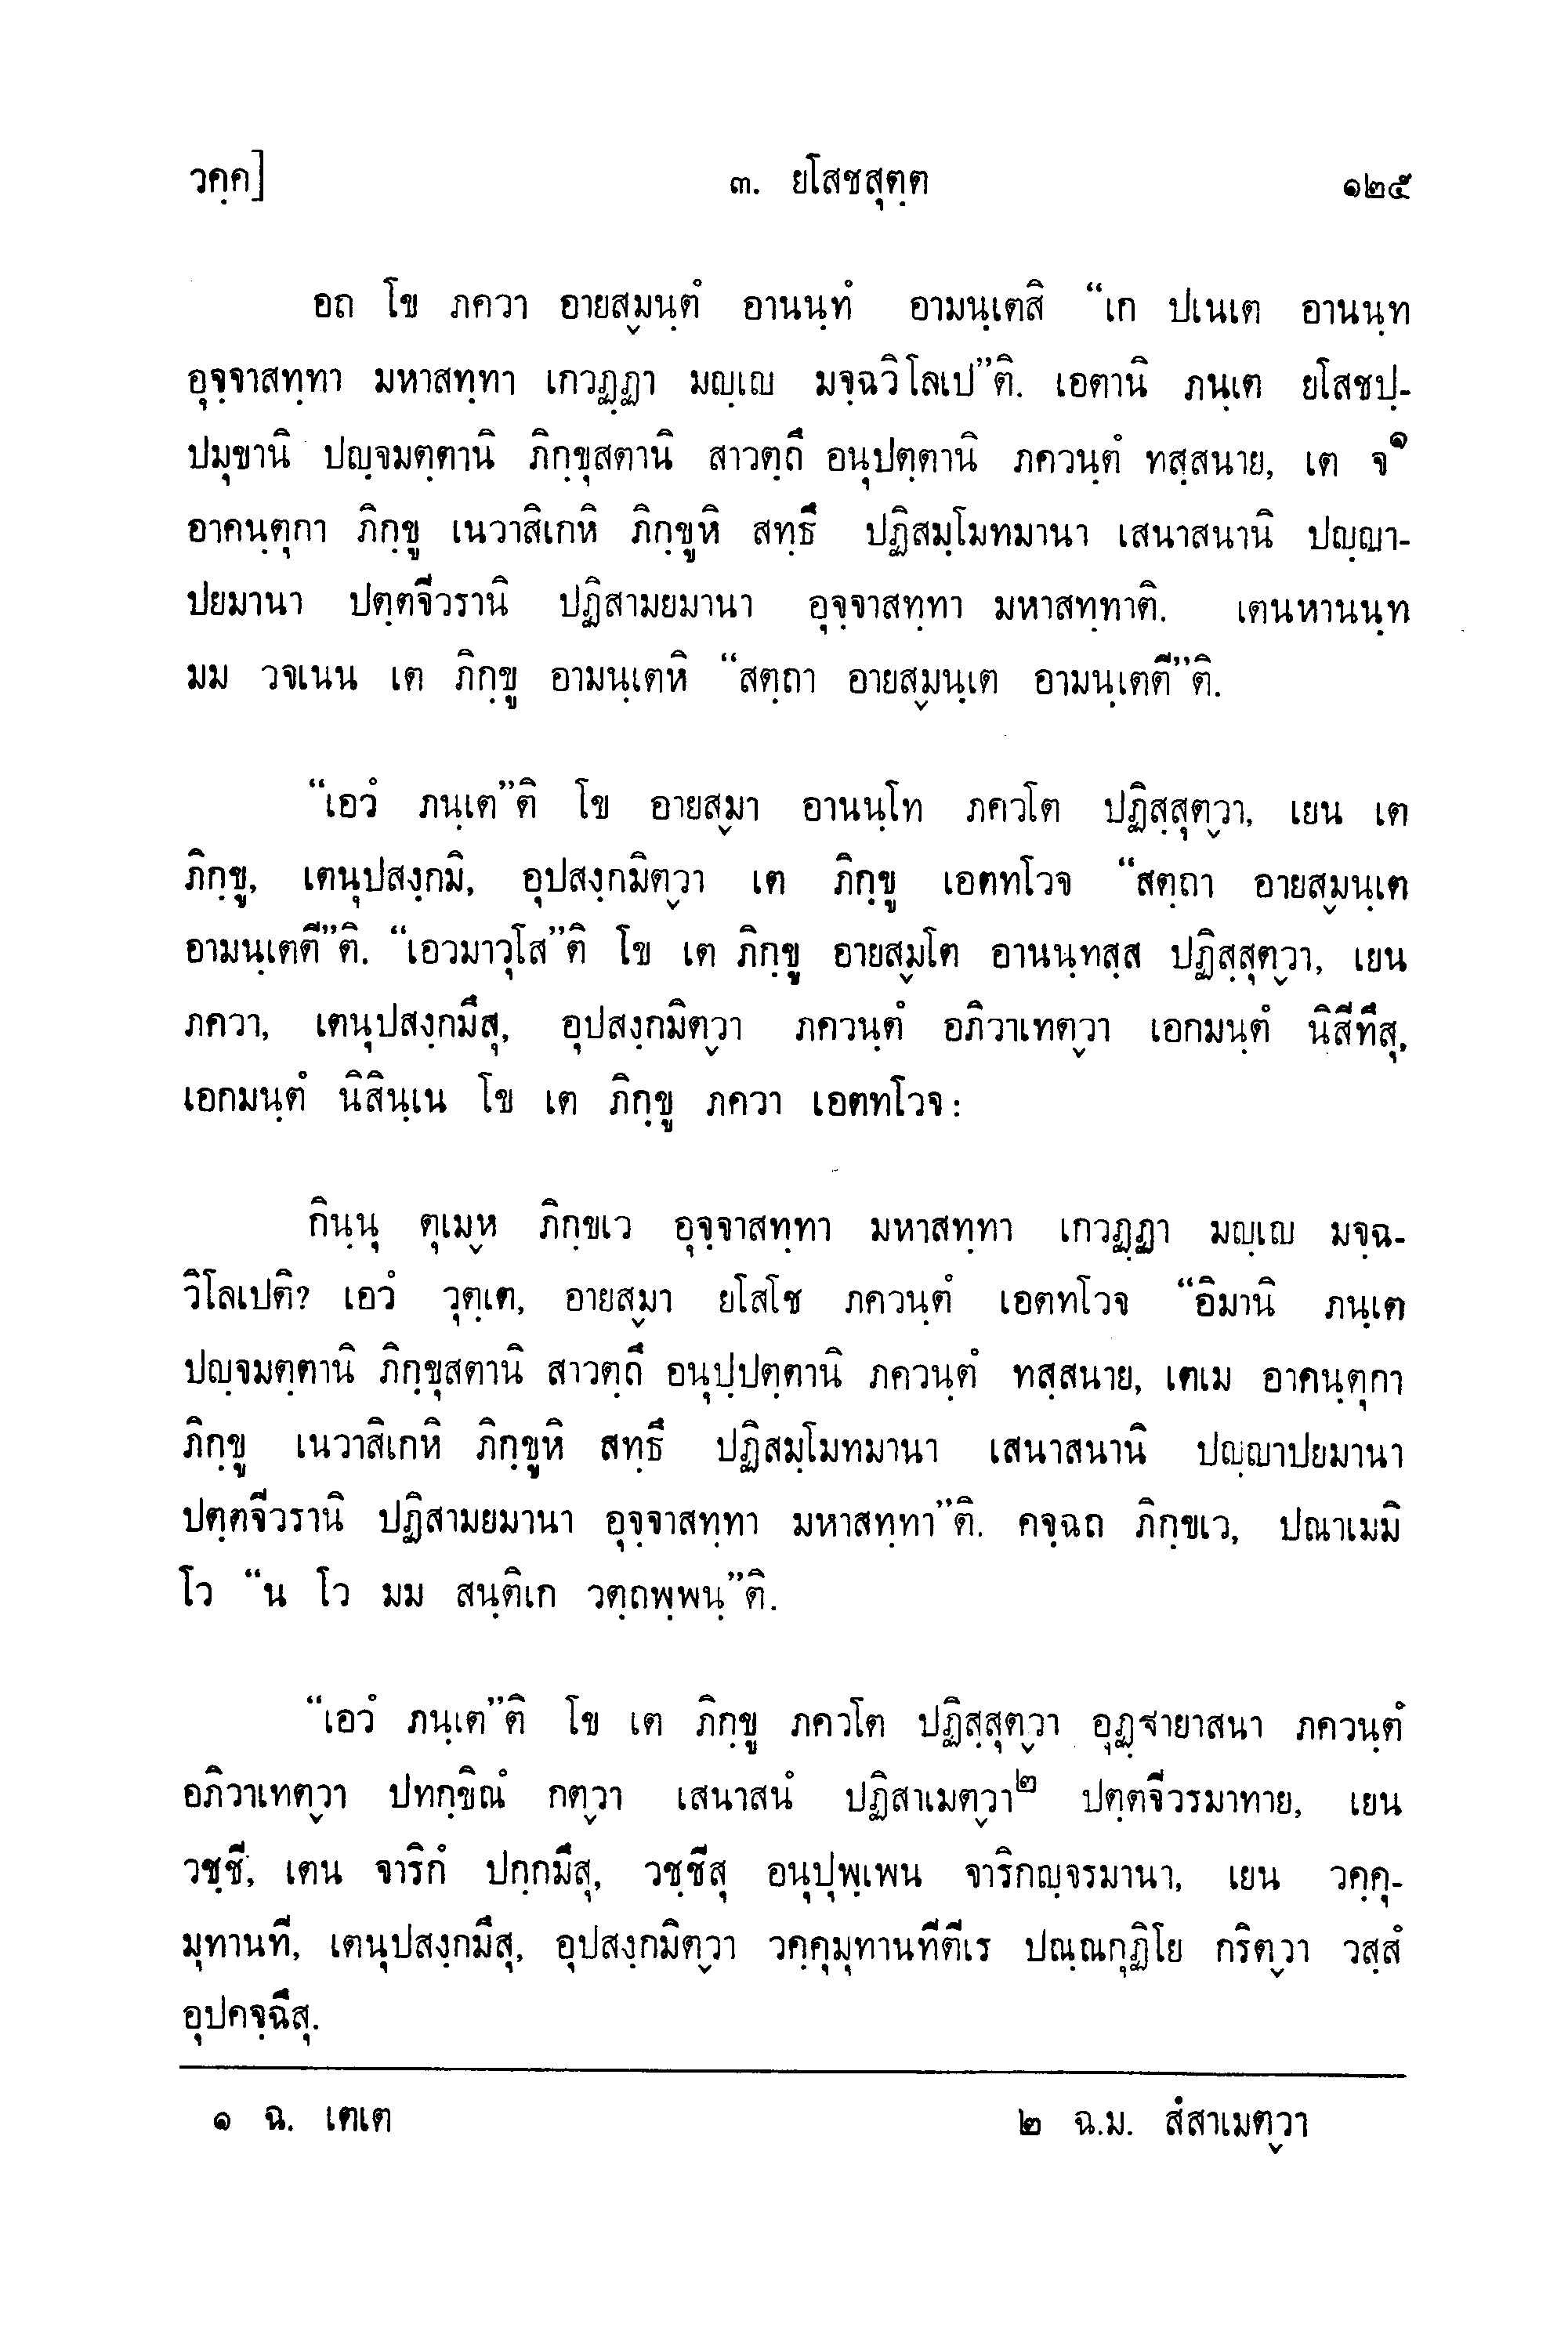 วคฺค]
๓. ยโสชสุตฺต
๑๒๕
อถ โข ภควา อายสฺมนฺตํ อานนฺทํ อามนฺเตสิ “เก ปเนเต อานนฺท
อุจฺจาสทฺทา มหาสทฺทา เกวฏฺฏา มญฺเญ มจฺฉวิโลเป”ติ. เอตานิ ภนฺเต ยโสชปฺ-
ปมุขานิ ปญฺจมตฺตานิ ภิกฺขุสตานิ สาวตฺถึ อนุปตฺตานิ ภควนฺตํ ทสฺสนาย, เต จ๑
อาคนฺตุกา ภิกฺขู เนวาสิเกหิ ภิกฺขูหิ สทฺธึ ปฏิสมฺโมทมานา เสนาสนานิ ปญฺญา-
ปยมานา ปตฺตจีวรานิ ปฏิสามยมานา อุจฺจาสทฺทา มหาสทฺทาติ. เตนหานนฺท
มม วจเนน เต ภิกฺขู อามนฺเตหิ “สตฺถา อายสฺมนฺเต อามนฺเตตี”ติ.
“เอวํ ภนฺเต”ติ โข อายสฺมา อานนฺโท ภควโต ปฏิสฺสุตฺวา, เยน เต
ภิกฺขู, เตนุปสงฺกมิ, อุปสงฺกมิตฺวา เต ภิกฺขู เอตทโวจ “สตฺถา อายสฺมนฺเต
อามนฺเตตี”ติ. “เอวมาวุโส”ติ โข เต ภิกฺขู อายสฺมโต อานนฺทสฺส ปฏิสฺสุตฺวา, เยน
ภควา, เตนุปสงฺกมึสุ, อุปสงฺกมิตฺวา ภควนฺตํ อภิวาเทตฺวา เอกมนฺตํ นิสีทึสุ,
เอกมนฺตํ นิสินฺเน โข เต ภิกฺขู ภควา เอตทโวจ:
กินฺนุ ตุเมฺห ภิกฺขเว อุจฺจาสทฺทา มหาสทฺทา เกวฏฺฏา มญฺเญ มจฺฉ-
วิโลเปติ? เอวํ วุตฺเต, อายสฺมา ยโสโช ภควนฺตํ เอตทโวจ “อิมานิ ภนฺเต
ปญฺจมตฺตานิ ภิกฺขุสตานิ สาวตฺถึ อนุปฺปตฺตานิ ภควนฺตํ ทสฺสนาย, เตเม อาคนฺตุกา
ภิกฺขู เนวาสิเกหิ ภิกฺขูหิ สทฺธึ ปฏิสมฺโมทมานา เสนาสนานิ ปญฺญาปยมานา
ปตฺตจีวรานิ ปฏิสามยมานา อุจฺจาสทฺทา มหาสทฺทา”ติ. คจฺฉถ ภิกฺขเว, ปณาเมมิ
โว “น โว มม สนฺติเก วตฺถพฺพนฺ”ติ.
“เอวํ ภนฺเต”ติ โข เต ภิกฺขู ภควโต ปฏิสฺสุตฺวา อุฏฺฐายาสนา ภควนฺตํ
อภิวาเทตฺวา ปทกฺขิณํ กตฺวา เสนาสนํ ปฏิสาเมตฺวา๒ ปตฺตจีวรมาทาย, เยน
วชฺชี, เตน จาริกํ ปกฺกมึสุ, วชฺชีสุ อนุปุพฺเพน จาริกญฺจรมานา, เยน วคฺคุ-
มุทานที, เตนุปสงฺกมึสุ, อุปสงฺกมิตฺวา วคฺคุมุทานทีตีเร ปณฺณกุฏิโย กริตฺวา วสฺสํ
อุปคจฺฉึสุ.
๑ ฉ. เตเต
๒ ฉ.ม. สํสาเมตฺวา